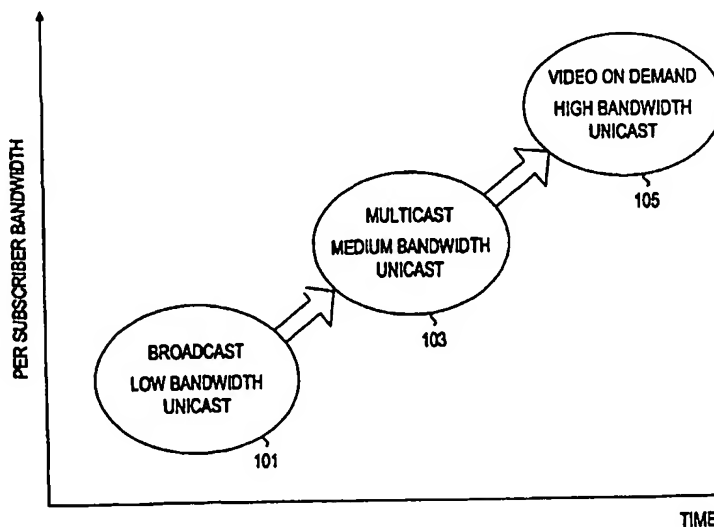 PER SUBSCRIBER BANDWIDTH
VIDEO ON DEMAND
HIGH BANDWIDTH
UNICAST
105
MULTICAST
MEDIUM BANDWIDTH
UNICAST
103
BROADCAST
LOW BANDWIDTH
UNICAST
101
TIME